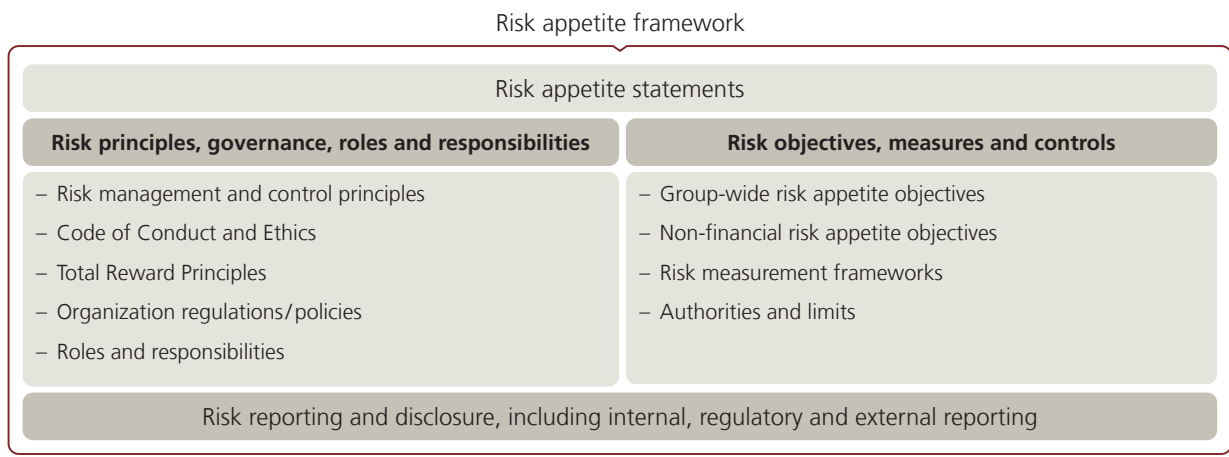 Risk appetite framework
Risk appetite statements
Risk principles, governance, roles and responsibilities
– Risk management and control principles
– Code of Conduct and Ethics
– Total Reward Principles
– Organization regulations/policies
– Roles and responsibilities
Risk objectives, measures and controls
– Group-wide risk appetite objectives
– Non-financial risk appetite objectives
– Risk measurement frameworks
– Authorities and limits
Risk reporting and disclosure, including internal, regulatory and external reporting